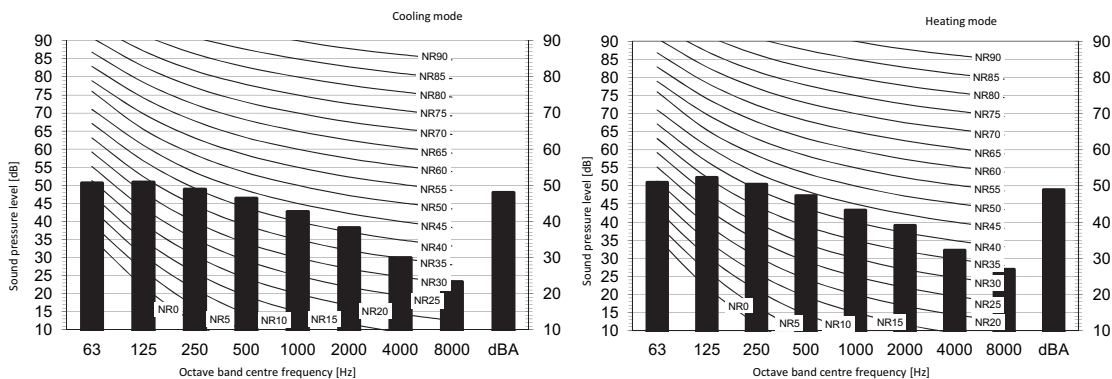 Cooling mode
90
85
80
75
70
65
60
55
50
45
40
35
30
25
20
15
10
Sound pressure level [dB]
NR90
NR85
NR80
NR75
NR70
NR65
NR60
NR55
NR50
NR45
NR40
NR35
NR30
NR25
NR20
NR15
NR10
NR5
NR0
90
80
70
60
50
40
30
20
10
63 125 250 500 1000 2000 4000 8000 dBA
Octave band centre frequency [Hz]
Heating mode
90
85
80
75
70
65
60
55
50
45
40
35
30
25
20
15
10
Sound pressure level [dB]
NR90
NR85
NR80
NR75
NR70
NR65
NR60
NR55
NR50
NR45
NR40
NR35
NR30
NR25
NR20
NR15
NR10
NR5
NR0
90
80
70
60
50
40
30
20
10
63 125 250 500 1000 2000 4000 8000 dBA
Octave band centre frequency [Hz]